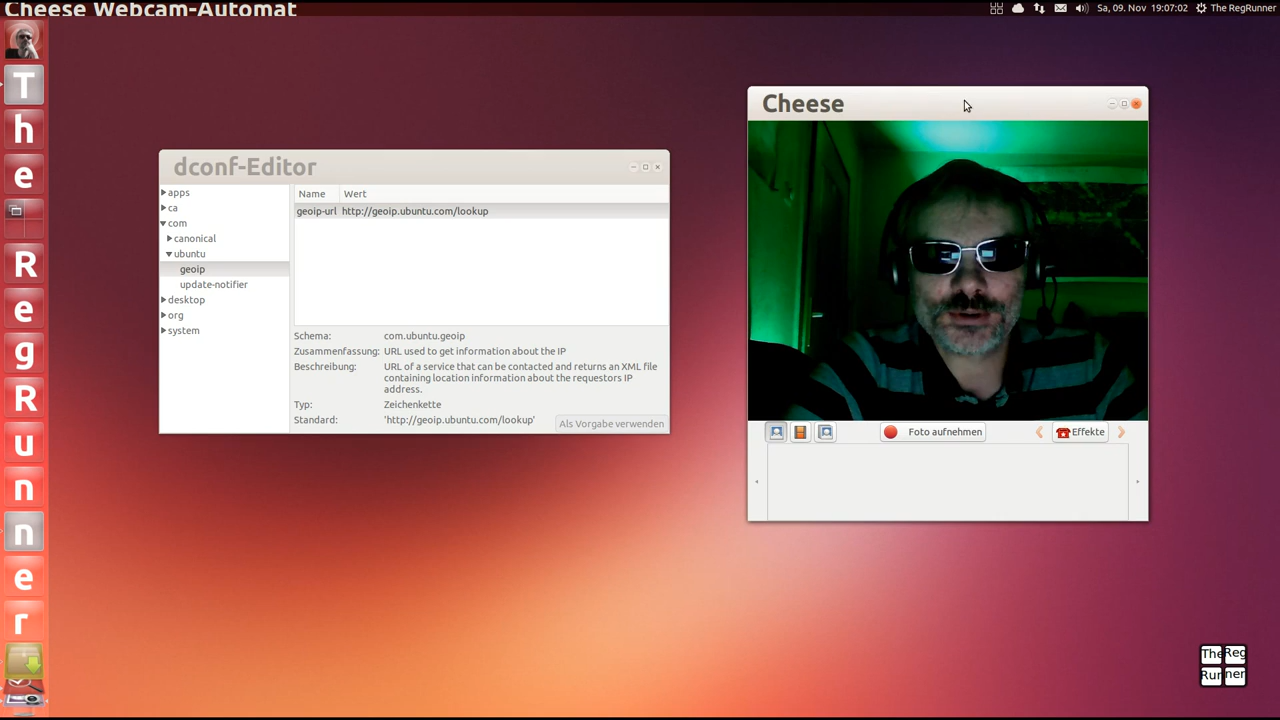 Cheese Webcam-Automat
Sa, 09. Nov 19:07:02 The RegRunner
T
h
e
R
e
g
R
u
n
n
e
r
dconf-Editor
apps
ca
com
canonical
ubuntu
geoip
update-notifier
desktop
org
system
Name Wert
geoip-url http://geoip.ubuntu.com/lookup
Schema: com.ubuntu.geoip
Zusammenfassung: URL used to get information about the IP
Beschreibung: URL of a service that can be contacted and returns an XML file
containing location information about the requestors IP
address.
Typ: Zeichenkette
Standard: 'http://geoip.ubuntu.com/lookup'
Als Vorgabe verwenden
Cheese
Foto aufnehmen
Effekte
The Reg
Run ner